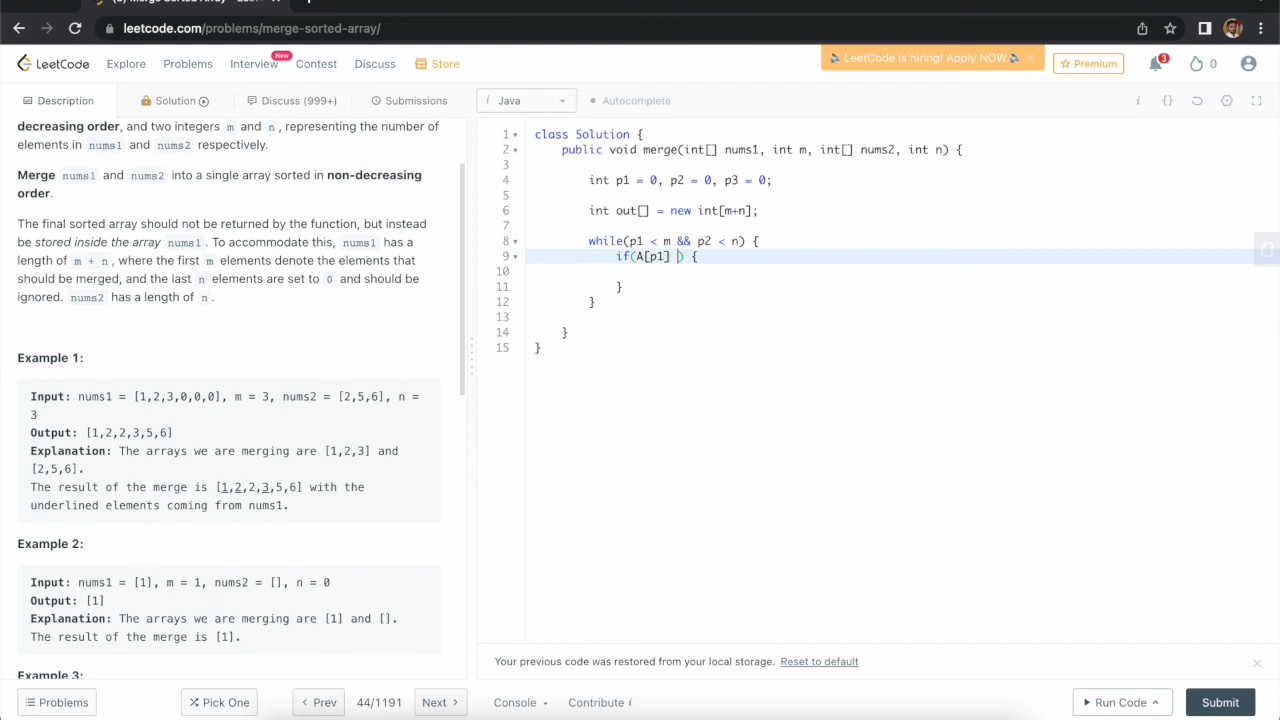 leetcode.com/problems/merge-sorted-array/
LeetCode
Explore
Problems
Interview
New
Contest
Discuss
Store
LeetCode is hiring! Apply NOW.
Premium
3
0
Description
Solution
Discuss (999+)
Submissions
i Java
Autocomplete
decreasing order, and two integers m and n, representing the number of
elements in nums1 and nums2 respectively.
Merge nums1 and nums2 into a single array sorted in non-decreasing
order.
The final sorted array should not be returned by the function, but instead
be stored inside the array nums1. To accommodate this, nums1 has a
length of m + n, where the first m elements denote the elements that
should be merged, and the last n elements are set to 0 and should be
ignored. nums2 has a length of n.
Example 1:
Input: nums1 = [1,2,3,0,0,0], m = 3, nums2 = [2,5,6], n =
3
Output: [1,2,2,3,5,6]
Explanation: The arrays we are merging are [1,2,3] and
[2,5,6].
The result of the merge is [1,2,2,3,5,6] with the
underlined elements coming from nums1.
Example 2:
Input: nums1 = [1], m = 1, nums2 = [], n = 0
Output: [1]
Explanation: The arrays we are merging are [1] and [].
The result of the merge is [1].
Example 3:
1 class Solution {
2 public void merge(int[] nums1, int m, int[] nums2, int n) {
3
4 int p1 = 0, p2 = 0, p3 = 0;
5
6 int out[] = new int[m+n];
7
8 while(p1 < m && p2 < n) {
9 if(A[p1] ) {
10
11 }
12 }
13
14 }
15 }
Your previous code was restored from your local storage. Reset to default
Problems
Pick One
Prev
44/1191
Next
Console
Contribute i
Run Code
Submit